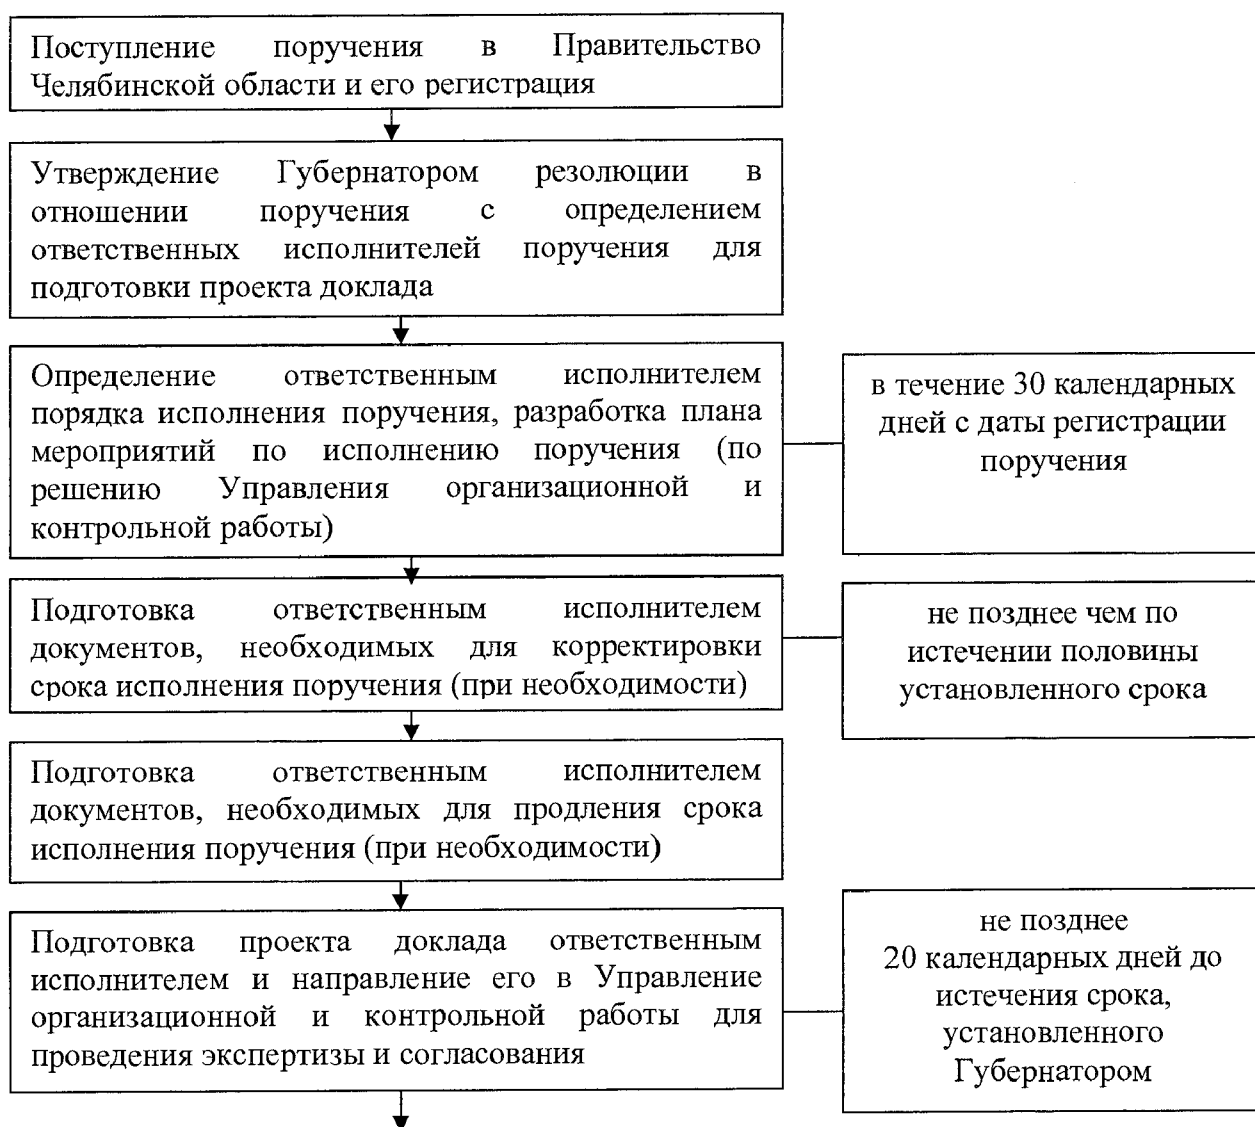 Поступление поручения в Правительство
Челябинской области и его регистрация
Утверждение Губернатором резолюции в
отношении поручения с определением
ответственных исполнителей поручения для
подготовки проекта доклада
Определение ответственным исполнителем
порядка исполнения поручения, разработка плана
мероприятий по исполнению поручения (по
решению Управления организационной и
контрольной работы)
в течение 30 календарных
дней с даты регистрации
поручения
Подготовка ответственным исполнителем
документов, необходимых для корректировки
срока исполнения поручения (при необходимости)
не позднее чем по
истечении половины
установленного срока
Подготовка ответственным исполнителем
документов, необходимых для продления срока
исполнения поручения (при необходимости)
Подготовка проекта доклада ответственным
исполнителем и направление его в Управление
организационной и контрольной работы для
проведения экспертизы и согласования
не позднее
20 календарных дней до
истечения срока,
установленного
Губернатором